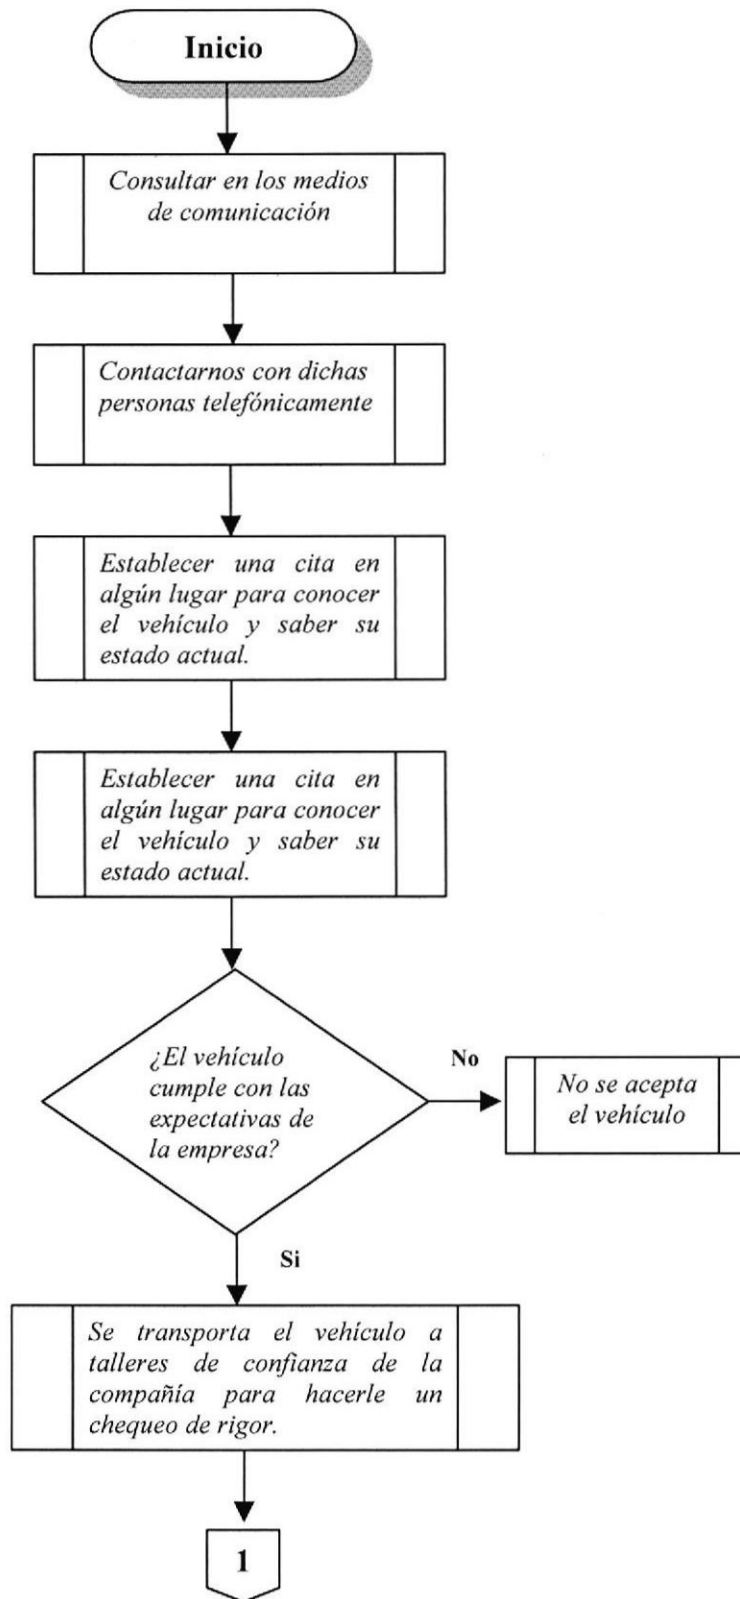 Inicio
Consultar en los medios
de comunicación
Contactarnos con dichas
personas telefónicamente
Establecer una cita en
algún lugar para conocer
el vehículo y saber su
estado actual.
Establecer una cita en
algún lugar para conocer
el vehículo y saber su
estado actual.
¿El vehículo
cumple con las
expectativas de
la empresa?
No
No se acepta
el vehículo
Si
Se transporta el vehículo a
talleres de confianza de la
compañía para hacerle un
chequeo de rigor.
1